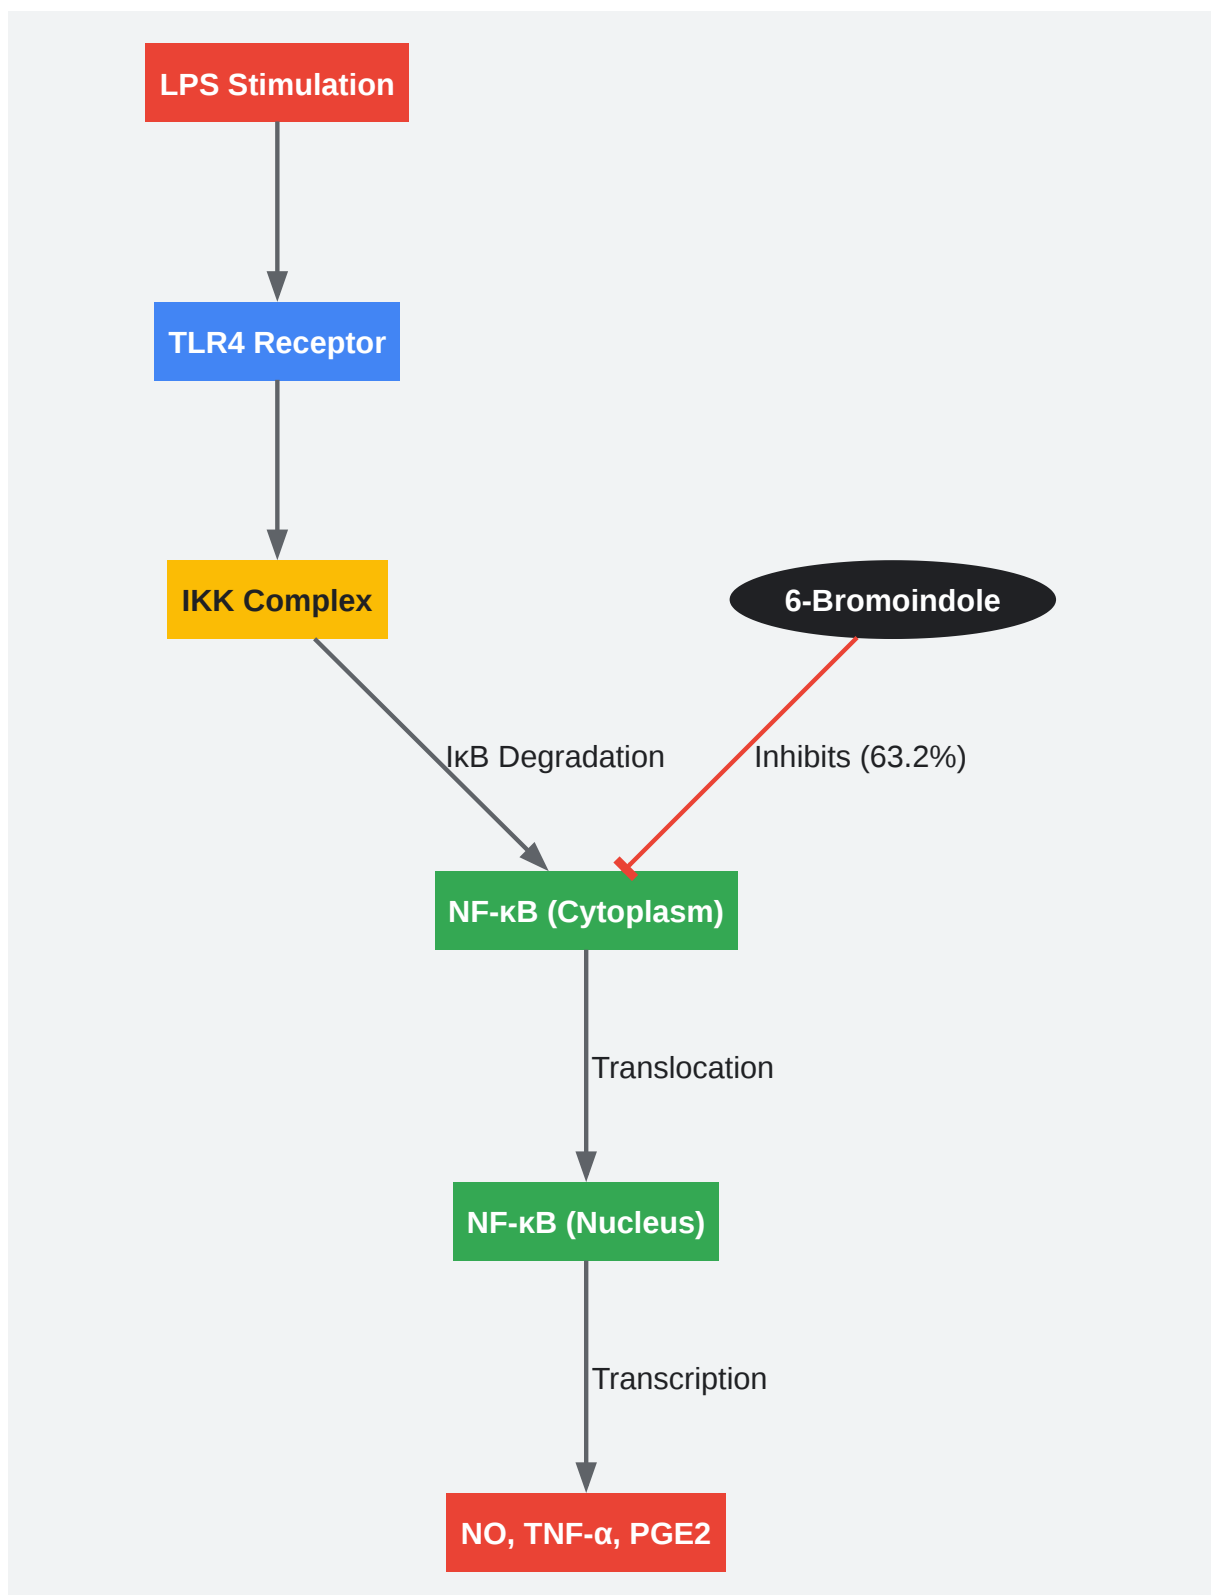 LPS Stimulation
TLR4 Receptor
IKK Complex
6-Bromoindole
IκB Degradation
Inhibits (63.2%)
NF-κB (Cytoplasm)
Translocation
NF-κB (Nucleus)
Transcription
NO, TNF-α, PGE2